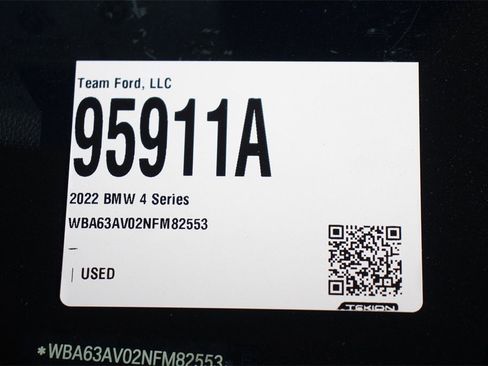 Team Ford, LLC
95911A
2022 BMW 4 Series
WBA63AV02NFM82553
–
| USED
TEKION
*WBA63AV02NFM82553